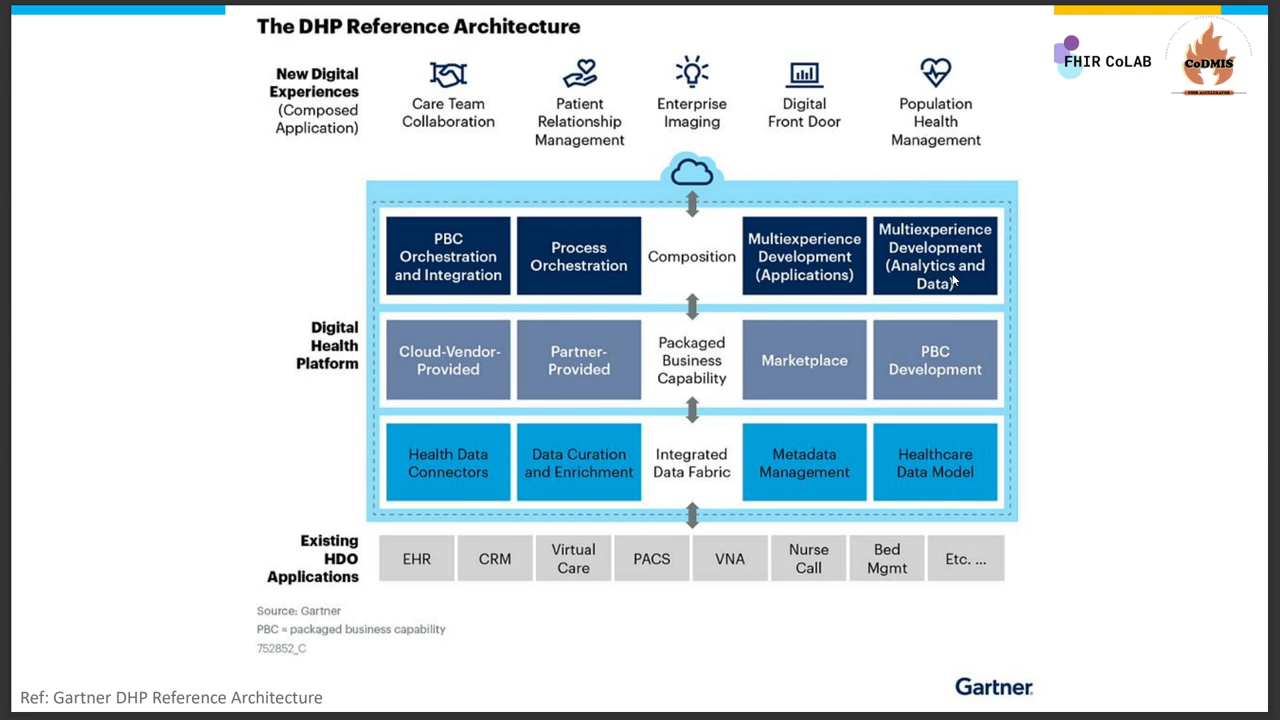 The DHP Reference Architecture
FHIR CoLAB
CoDMIS
FHIR ACCELERATOR
New Digital
Experiences
(Composed
Application)
Care Team
Collaboration
Patient
Relationship
Management
Enterprise
Imaging
Digital
Front Door
Population
Health
Management
Digital
Health
Platform
PBC
Orchestration
and Integration
Process
Orchestration
Composition
Multiexperience
Development
(Applications)
Multiexperience
Development
(Analytics and
Data)
Cloud-Vendor-
Provided
Partner-
Provided
Packaged
Business
Capability
Marketplace
PBC
Development
Health Data
Connectors
Data Curation
and Enrichment
Integrated
Data Fabric
Metadata
Management
Healthcare
Data Model
Existing
HDO
Applications
EHR
CRM
Virtual
Care
PACS
VNA
Nurse
Call
Bed
Mgmt
Etc. ...
Source: Gartner
PBC = packaged business capability
752852_C
Gartner
Ref: Gartner DHP Reference Architecture